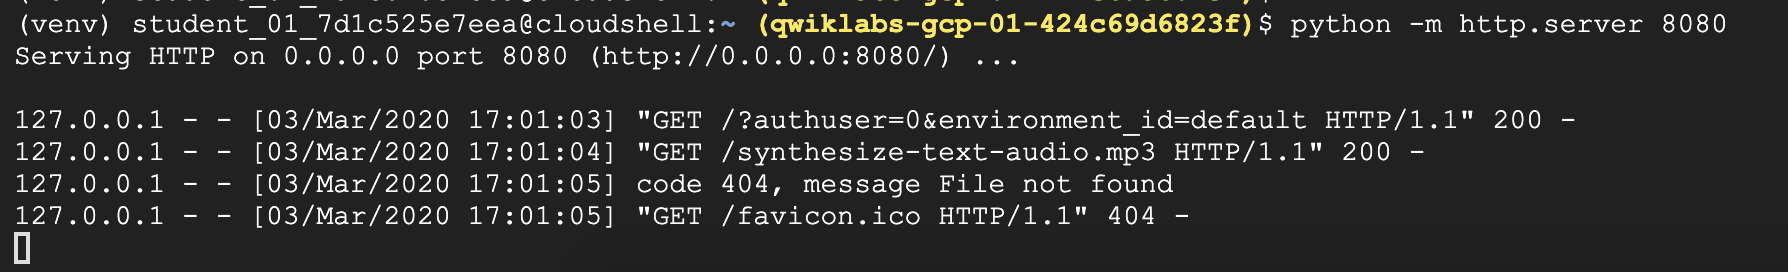 (venv) student_01_7d1c525e7eea@cloudshell:~ (qwiklabs-gcp-01-424c69d6823f)$ python -m http.server 8080
Serving HTTP on 0.0.0.0 port 8080 (http://0.0.0.0:8080/) ...
127.0.0.1 - - [03/Mar/2020 17:01:03] "GET /?authuser=0&environment_id=default HTTP/1.1" 200 -
127.0.0.1 - - [03/Mar/2020 17:01:04] "GET /synthesize-text-audio.mp3 HTTP/1.1" 200 -
127.0.0.1 - - [03/Mar/2020 17:01:05] code 404, message File not found
127.0.0.1 - - [03/Mar/2020 17:01:05] "GET /favicon.ico HTTP/1.1" 404 -